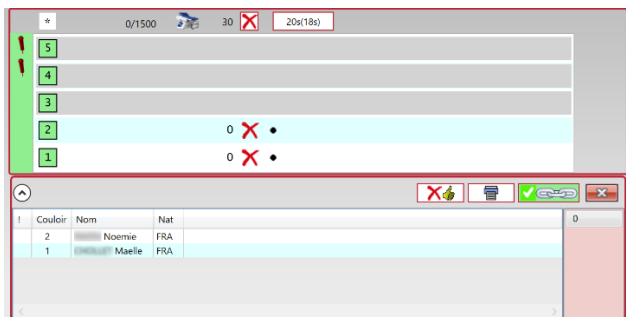 * 0/1500 30 20s(18s)
5
4
3
2 0
1 0
! Couloir Nom Nat 0
2 Noemie FRA
1 Maelle FRA